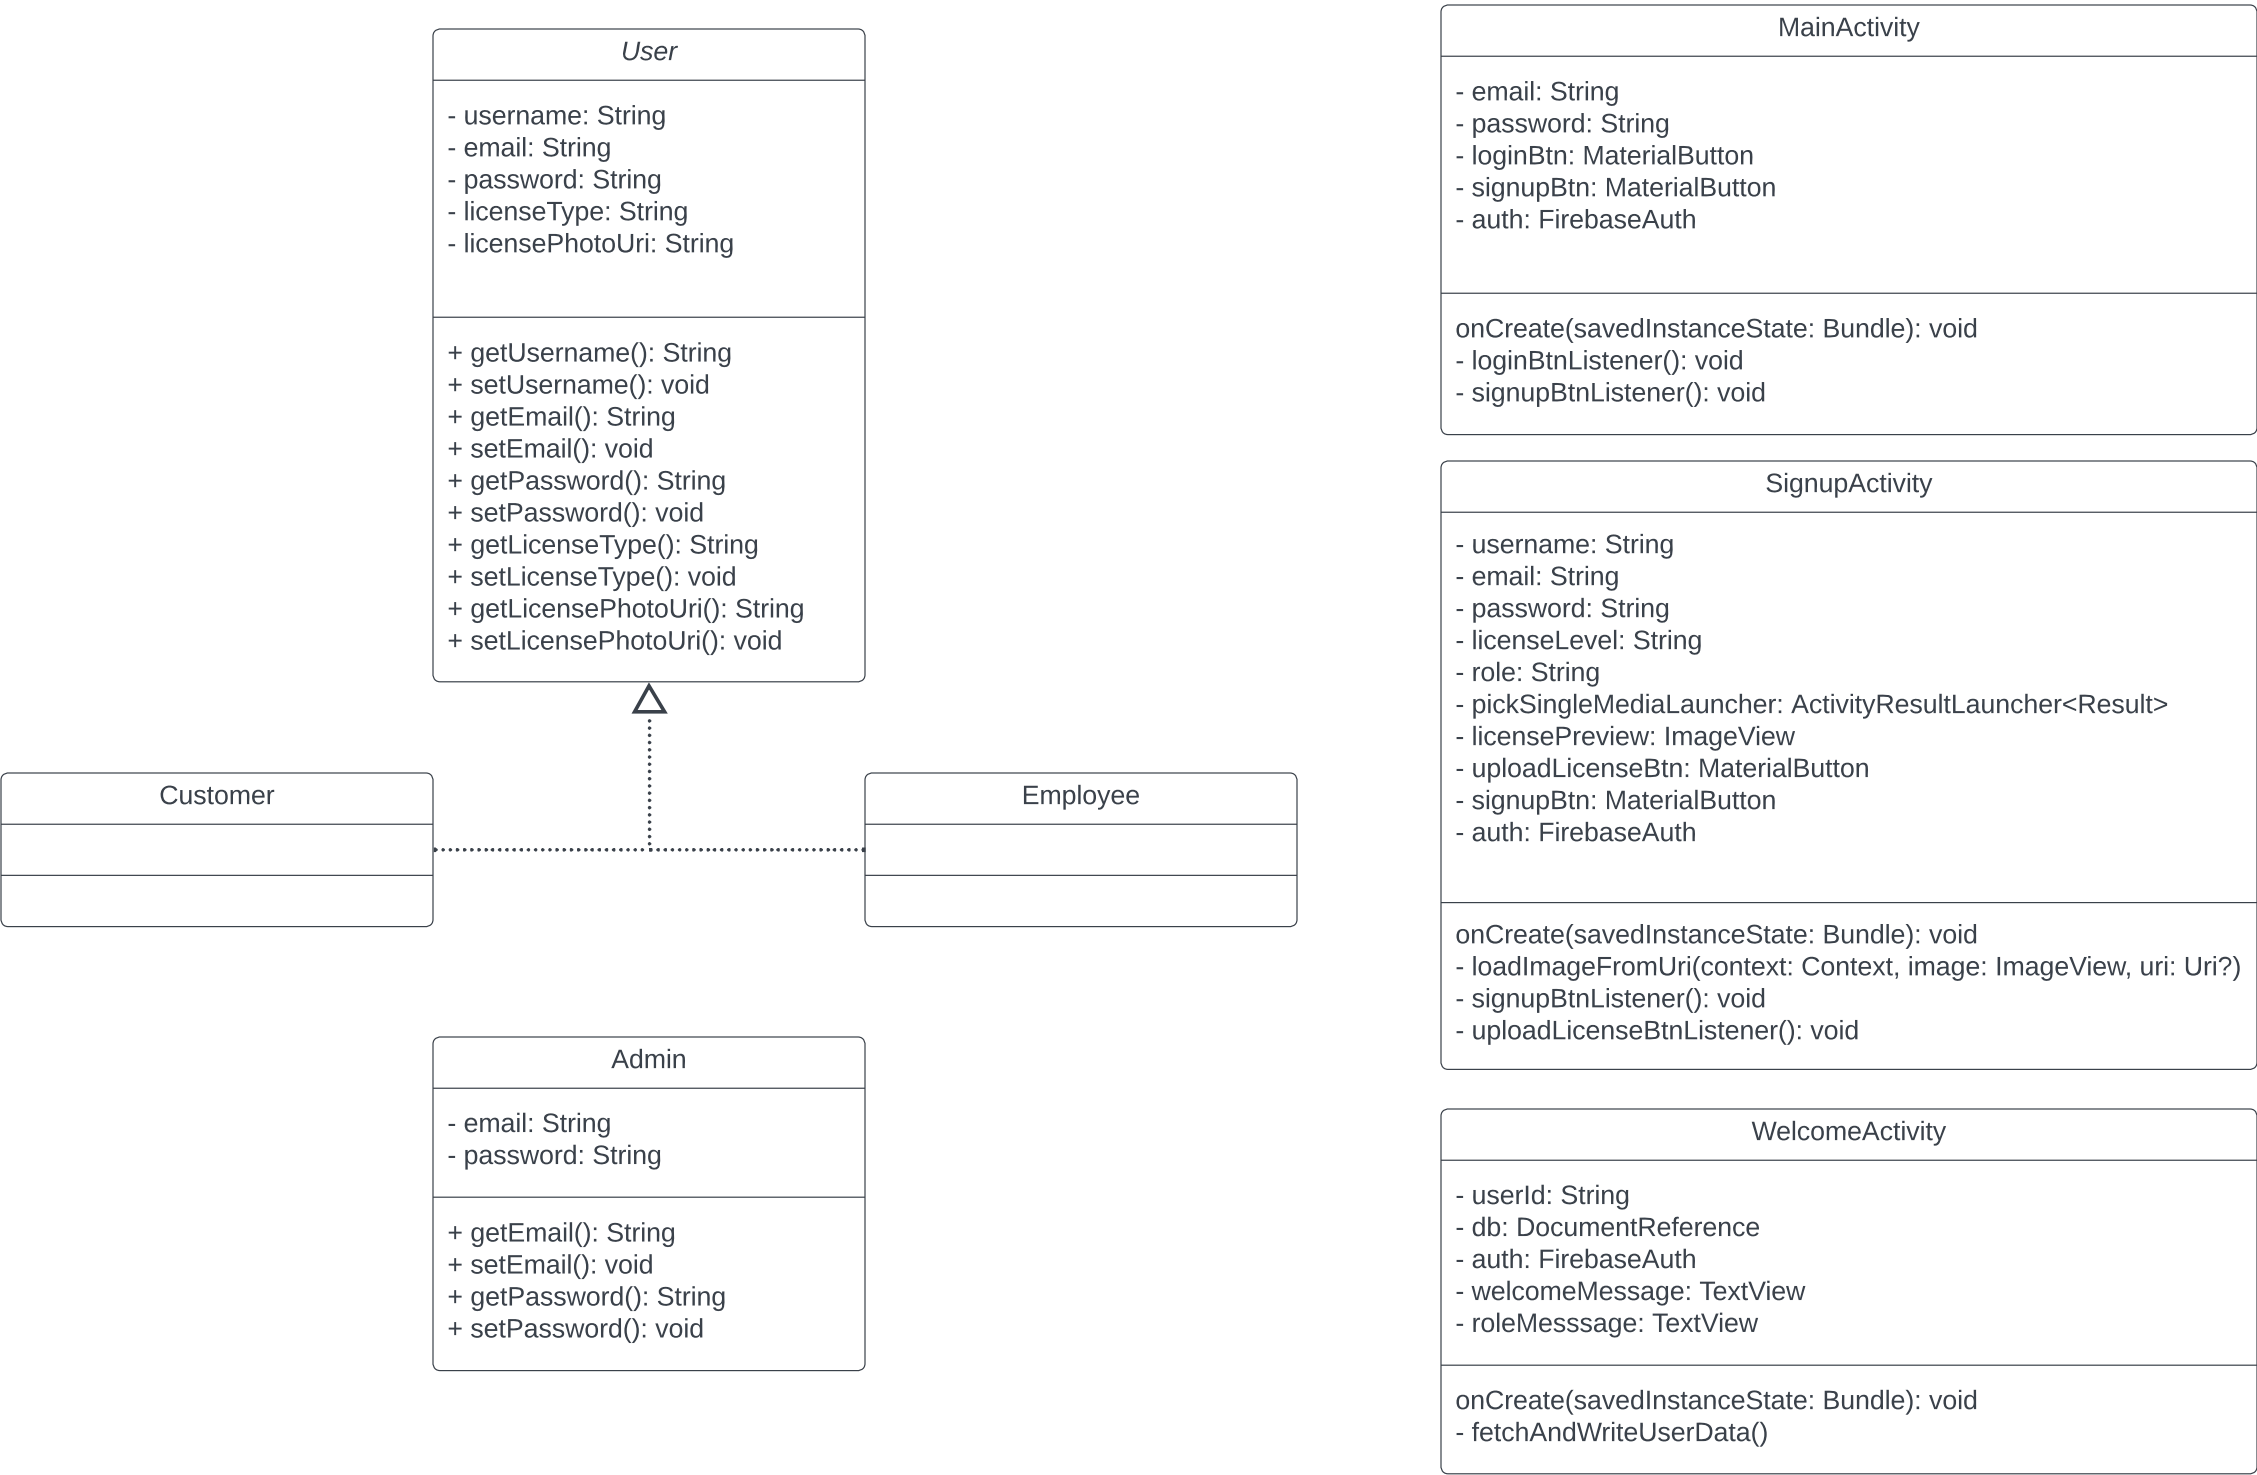 User
- username: String
- email: String
- password: String
- licenseType: String
- licensePhotoUri: String
+ getUsername(): String
+ setUsername(): void
+ getEmail(): String
+ setEmail(): void
+ getPassword(): String
+ setPassword(): void
+ getLicenseType(): String
+ setLicenseType(): void
+ getLicensePhotoUri(): String
+ setLicensePhotoUri(): void
Customer
Employee
Admin
- email: String
- password: String
+ getEmail(): String
+ setEmail(): void
+ getPassword(): String
+ setPassword(): void
MainActivity
- email: String
- password: String
- loginBtn: MaterialButton
- signupBtn: MaterialButton
- auth: FirebaseAuth
onCreate(savedInstanceState: Bundle): void
- loginBtnListener(): void
- signupBtnListener(): void
SignupActivity
- username: String
- email: String
- password: String
- licenseLevel: String
- role: String
- pickSingleMediaLauncher: ActivityResultLauncher<Result>
- licensePreview: ImageView
- uploadLicenseBtn: MaterialButton
- signupBtn: MaterialButton
- auth: FirebaseAuth
onCreate(savedInstanceState: Bundle): void
- loadImageFromUri(context: Context, image: ImageView, uri: Uri?)
- signupBtnListener(): void
- uploadLicenseBtnListener(): void
WelcomeActivity
- userId: String
- db: DocumentReference
- auth: FirebaseAuth
- welcomeMessage: TextView
- roleMesssage: TextView
onCreate(savedInstanceState: Bundle): void
- fetchAndWriteUserData()